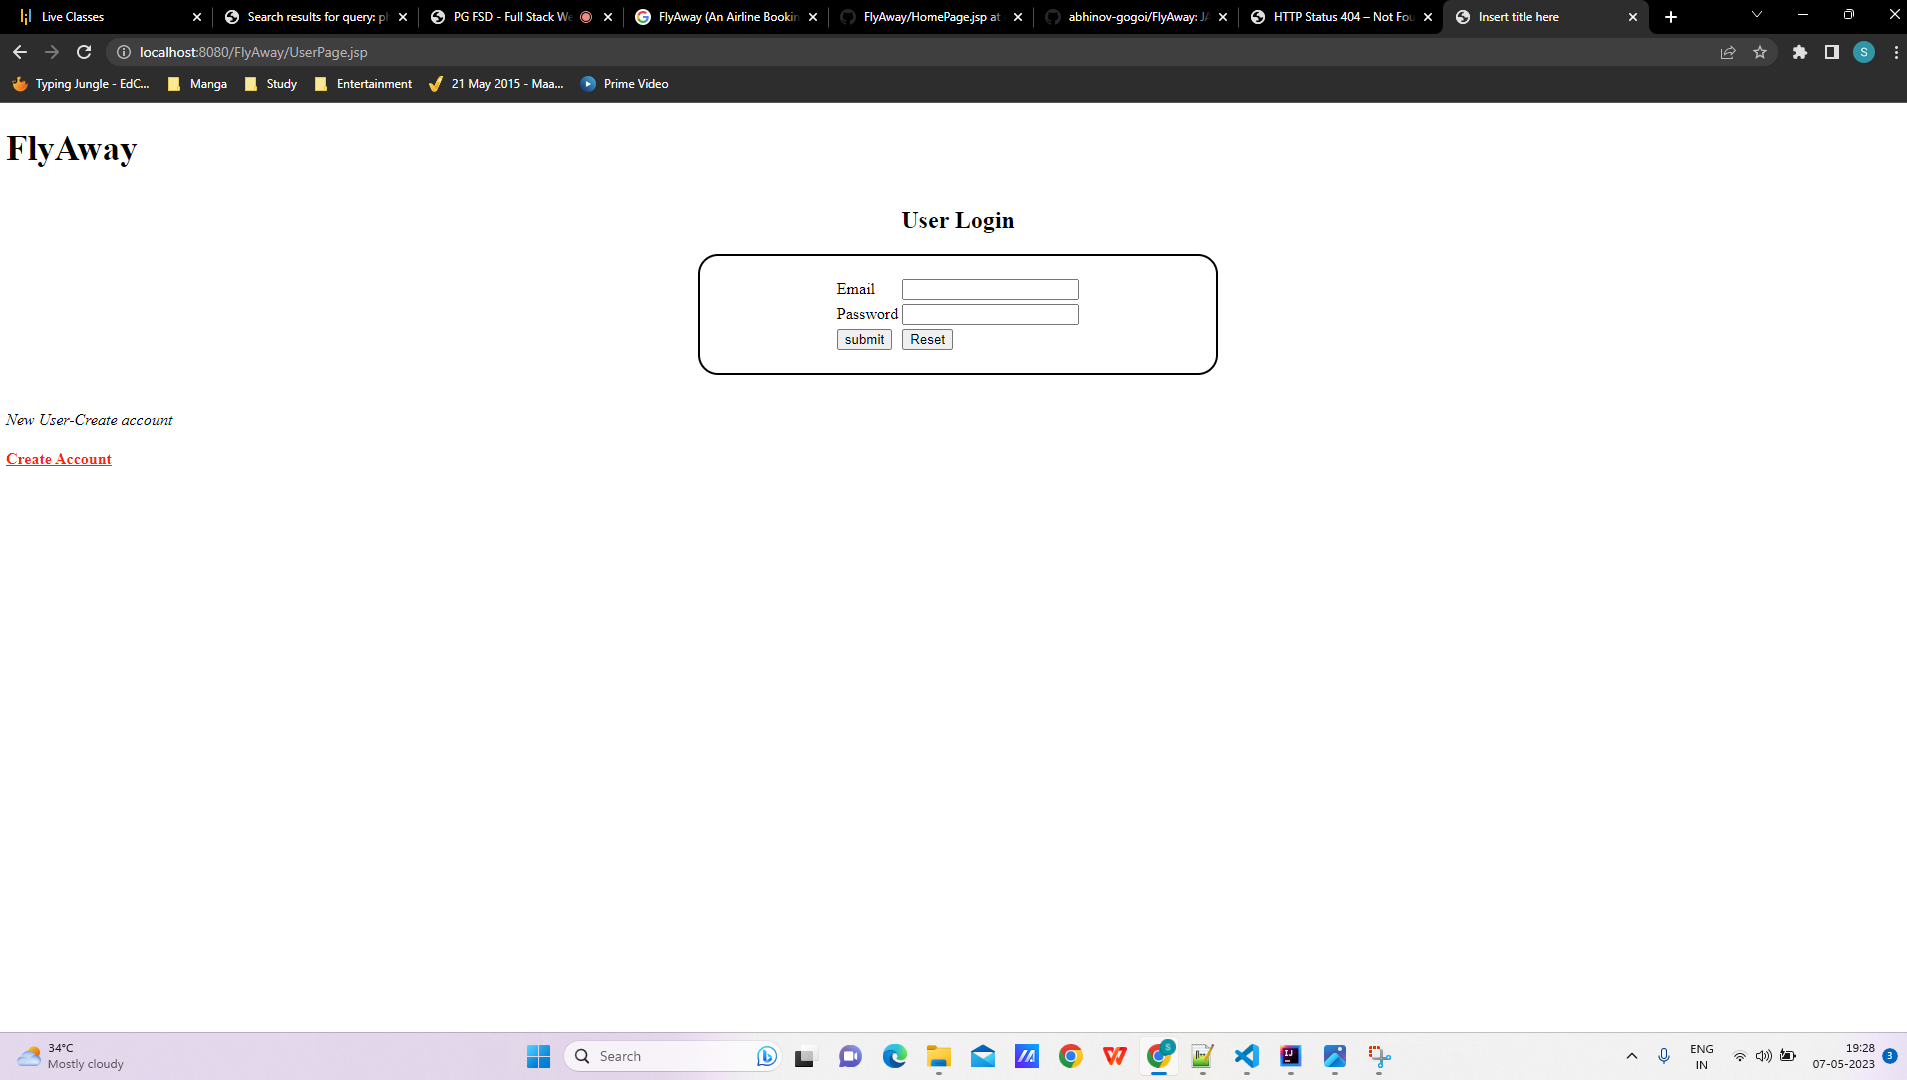 Live Classes
Search results for query: p
PG FSD - Full Stack We
FlyAway (An Airline Bookin
FlyAway/HomePage.jsp at
abhinov-gogoi/FlyAway: JA
HTTP Status 404 – Not Fou
Insert title here
localhost:8080/FlyAway/UserPage.jsp
S
Typing Jungle - EdC...
Manga
Study
Entertainment
21 May 2015 - Maa...
Prime Video
FlyAway
User Login
Email
Password
submit Reset
New User-Create account
Create Account
34°C
Mostly cloudy
Search
S
ENG
IN
19:28
07-05-2023
3